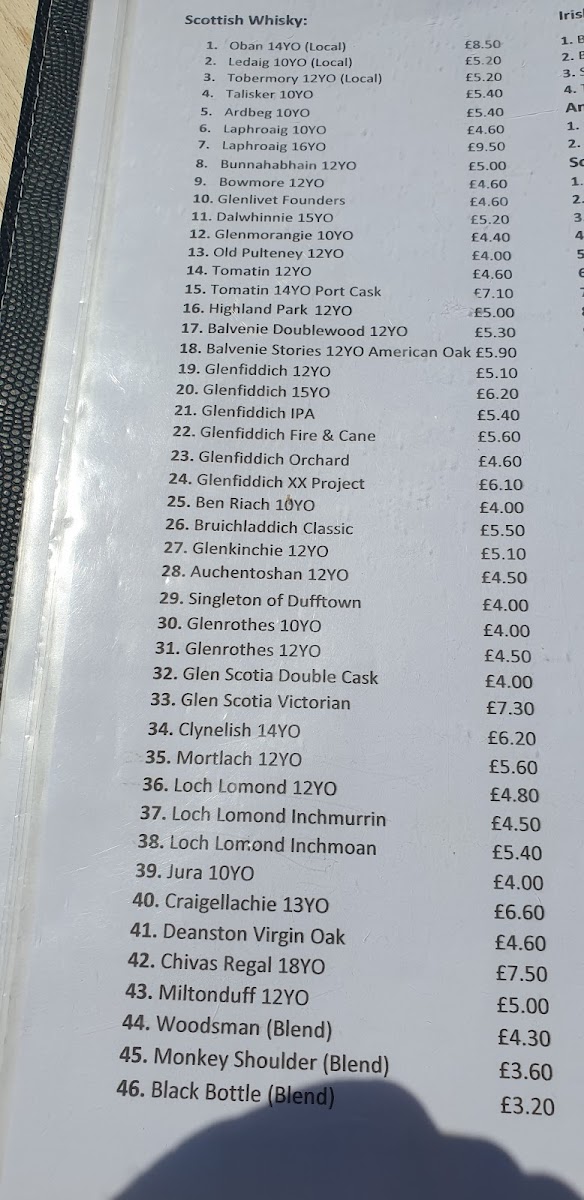 Scottish Whisky:
1. Oban 14YO (Local) £8.50
2. Ledaig 10YO (Local) £5.20
3. Tobermory 12YO (Local) £5.20
4. Talisker 10YO £5.40
5. Ardbeg 10YO £5.40
6. Laphroaig 10YO £4.60
7. Laphroaig 16YO £9.50
8. Bunnahabhain 12YO £5.00
9. Bowmore 12YO £4.60
10. Glenlivet Founders £4.60
11. Dalwhinnie 15YO £5.20
12. Glenmorangie 10YO £4.40
13. Old Pulteney 12YO £4.00
14. Tomatin 12YO £4.60
15. Tomatin 14YO Port Cask £7.10
16. Highland Park 12YO £5.00
17. Balvenie Doublewood 12YO £5.30
18. Balvenie Stories 12YO American Oak £5.90
19. Glenfiddich 12YO £5.10
20. Glenfiddich 15YO £6.20
21. Glenfiddich IPA £5.40
22. Glenfiddich Fire & Cane £5.60
23. Glenfiddich Orchard £4.60
24. Glenfiddich XX Project £6.10
25. Ben Riach 10YO £4.00
26. Bruichladdich Classic £5.50
27. Glenkinchie 12YO £5.10
28. Auchentoshan 12YO £4.50
29. Singleton of Dufftown £4.00
30. Glenrothes 10YO £4.00
31. Glenrothes 12YO £4.50
32. Glen Scotia Double Cask £4.00
33. Glen Scotia Victorian £7.30
34. Clynelish 14YO £6.20
35. Mortlach 12YO £5.60
36. Loch Lomond 12YO £4.80
37. Loch Lomond Inchmurrin £4.50
38. Loch Lomond Inchmoan £5.40
39. Jura 10YO £4.00
40. Craigellachie 13YO £6.60
41. Deanston Virgin Oak £4.60
42. Chivas Regal 18YO £7.50
43. Miltonduff 12YO £5.00
44. Woodsman (Blend) £4.30
45. Monkey Shoulder (Blend) £3.60
46. Black Bottle (Blend) £3.20